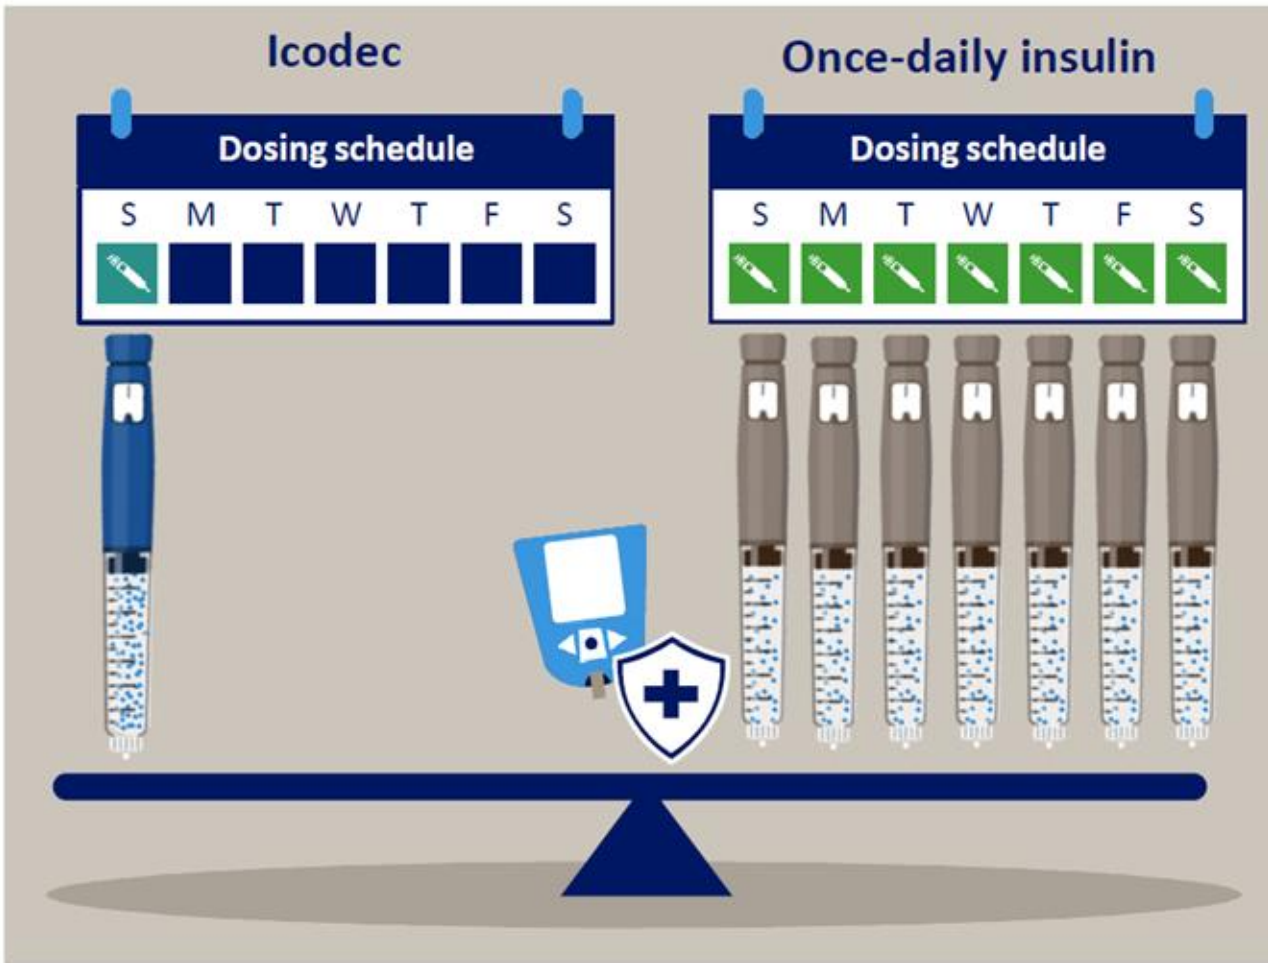 Icodec
Once-daily insulin
Dosing schedule
Dosing schedule
S M T W T F S
S M T W T F S